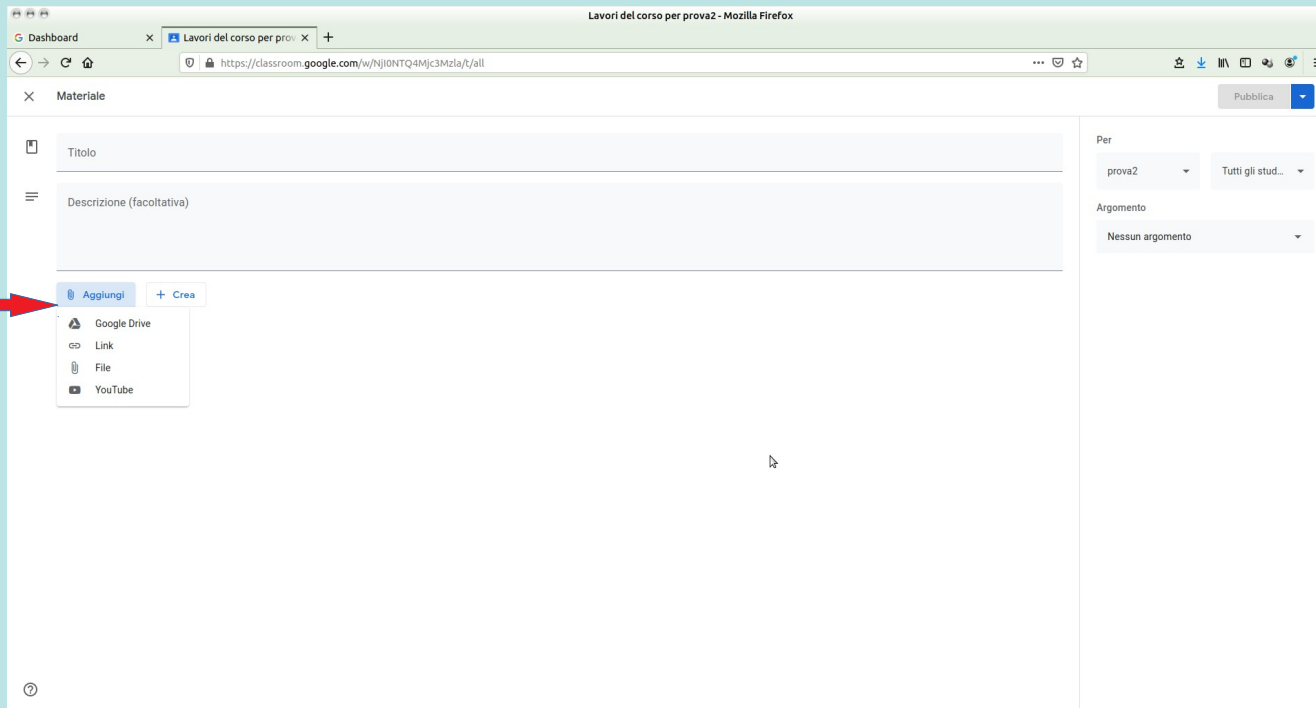 Lavori del corso per prova2 - Mozilla Firefox
Dashboard
Lavori del corso per prov
https://classroom.google.com/w/NjI0NTQ4Mjc3Mzla/t/all
Materiale
Pubblica
Titolo
Descrizione (facoltativa)
Aggiungi
+ Crea
Google Drive
Link
File
YouTube
Per
prova2
Tutti gli stud...
Argomento
Nessun argomento